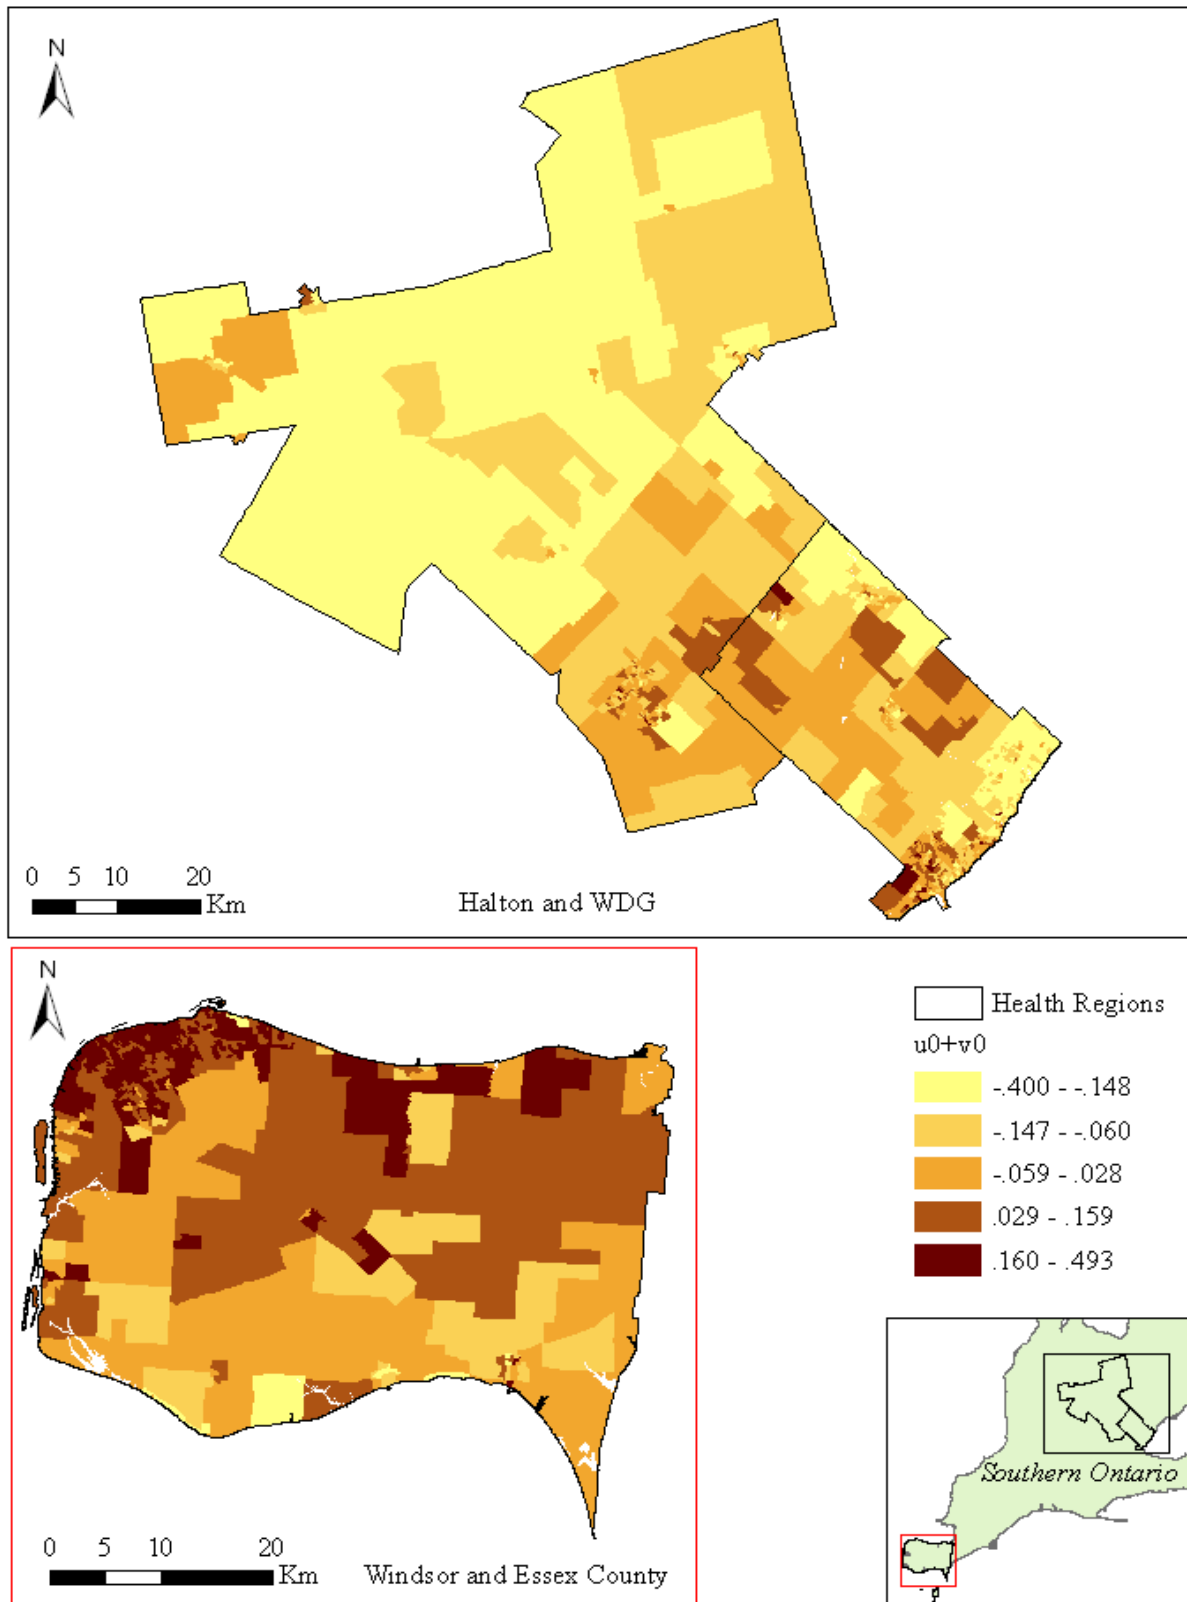 N
0 5 10 20
Km
Halton and WDG
N
0 5 10 20
Km
Windsor and Essex County
Health Regions
u0+v0
-.400 - -.148
-.147 - -.060
-.059 - .028
.029 - .159
.160 - .493
Southern Ontario